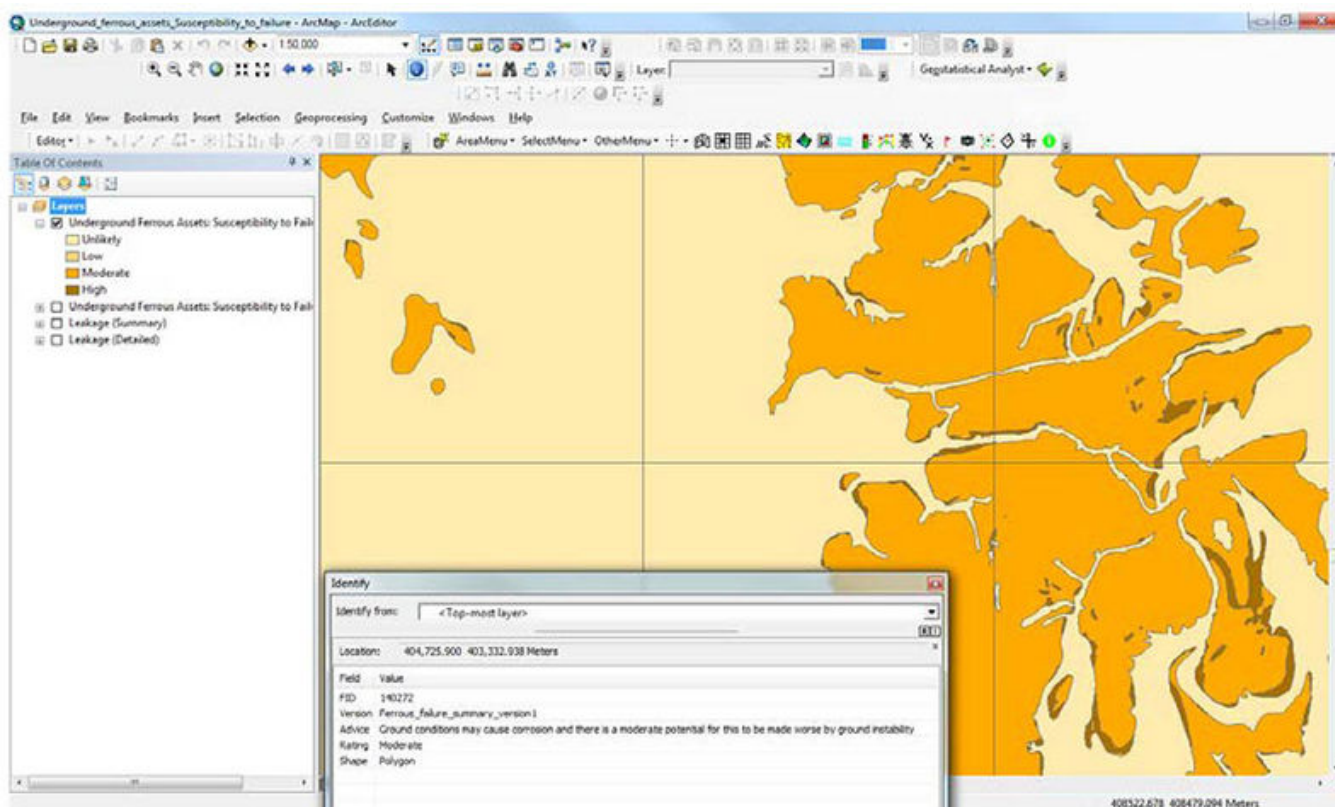 Underground_ferrous_assets_Susceptibility_to_failure - ArcMap - ArcEditor
1:50,000
Layer:
Geostatistical Analyst
File Edit View Bookmarks Insert Selection Geoprocessing Customize Windows Help
Editor AreaMenu SelectMenu OtherMenu
Table Of Contents
Layers
Underground Ferrous Assets: Susceptibility to Fail
Unlikely
Low
Moderate
High
Underground Ferrous Assets: Susceptibility to Fail
Leakage (Summary)
Leakage (Detailed)
Identify
Identify from: <Top-most layer>
Location: 404,725.900 403,332.938 Meters
Field Value
FID 140272
Version Ferrous_failure_summary_version1
Advice Ground conditions may cause corrosion and there is a moderate potential for this to be made worse by ground instability
Rating Moderate
Shape Polygon
408522.678 408479.094 Meters